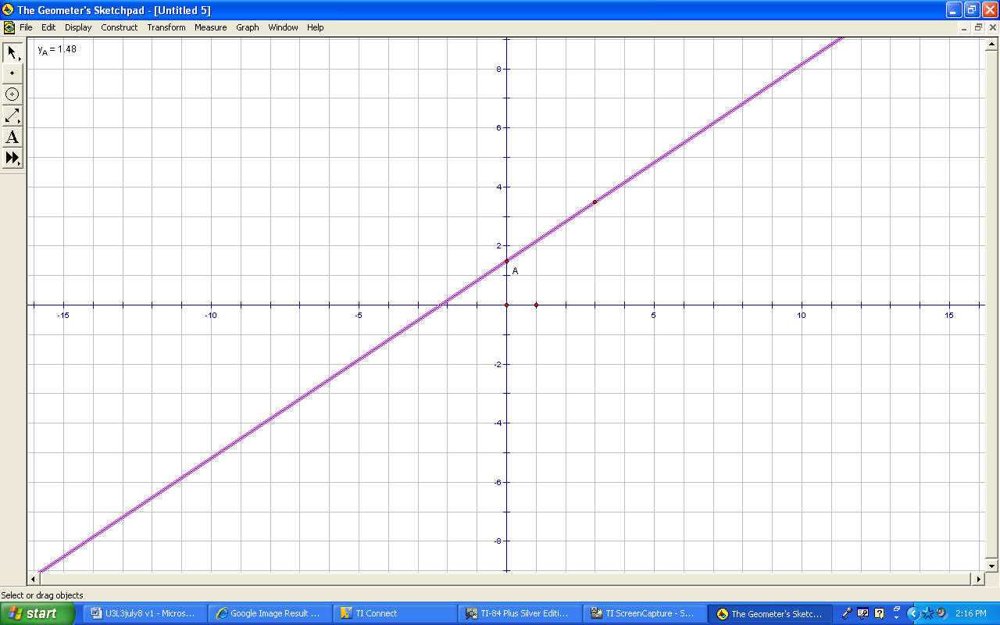 The Geometer's Sketchpad - [Untitled 5]
File Edit Display Construct Transform Measure Graph Window Help
yA = 1.48
A
8
6
4
2
A
-15 -10 -5 5 10 15
-2
-4
-6
-8
Select or drag objects
start U3L3july8 v1 - Micros... Google Image Result ... TI Connect TI-84 Plus Silver Editi... TI ScreenCapture - S... The Geometer's Sketc... 2:16 PM